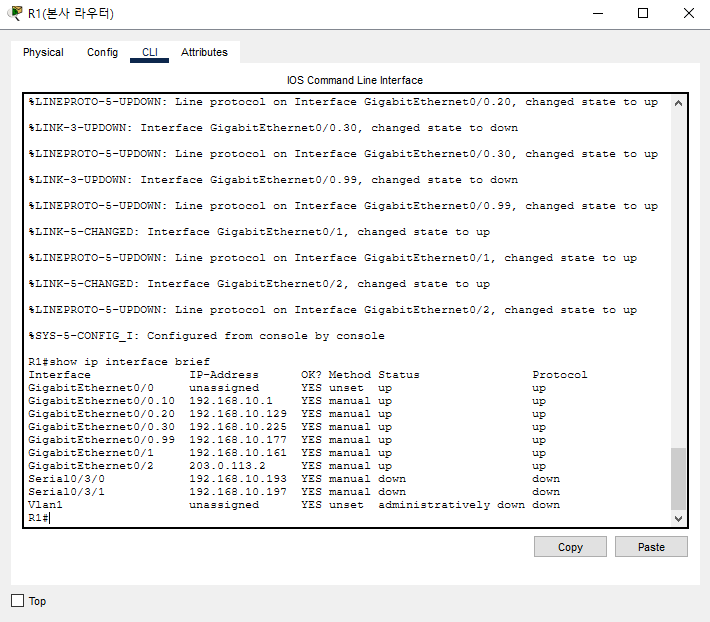 R1(본사 라우터)
Physical Config CLI Attributes
IOS Command Line Interface
%LINEPROTO-5-UPDOWN: Line protocol on Interface GigabitEthernet0/0.20, changed state to up
%LINK-3-UPDOWN: Interface GigabitEthernet0/0.30, changed state to down
%LINEPROTO-5-UPDOWN: Line protocol on Interface GigabitEthernet0/0.30, changed state to up
%LINK-3-UPDOWN: Interface GigabitEthernet0/0.99, changed state to down
%LINEPROTO-5-UPDOWN: Line protocol on Interface GigabitEthernet0/0.99, changed state to up
%LINK-5-CHANGED: Interface GigabitEthernet0/1, changed state to up
%LINEPROTO-5-UPDOWN: Line protocol on Interface GigabitEthernet0/1, changed state to up
%LINK-5-CHANGED: Interface GigabitEthernet0/2, changed state to up
%LINEPROTO-5-UPDOWN: Line protocol on Interface GigabitEthernet0/2, changed state to up
%SYS-5-CONFIG_I: Configured from console by console
R1#show ip interface brief
Interface IP-Address OK? Method Status Protocol
GigabitEthernet0/0 unassigned YES unset up up
GigabitEthernet0/0.10 192.168.10.1 YES manual up up
GigabitEthernet0/0.20 192.168.10.129 YES manual up up
GigabitEthernet0/0.30 192.168.10.225 YES manual up up
GigabitEthernet0/0.99 192.168.10.177 YES manual up up
GigabitEthernet0/1 192.168.10.161 YES manual up up
GigabitEthernet0/2 203.0.113.2 YES manual up up
Serial0/3/0 192.168.10.193 YES manual down down
Serial0/3/1 192.168.10.197 YES manual down down
Vlan1 unassigned YES unset administratively down down
R1#
Copy Paste
Top